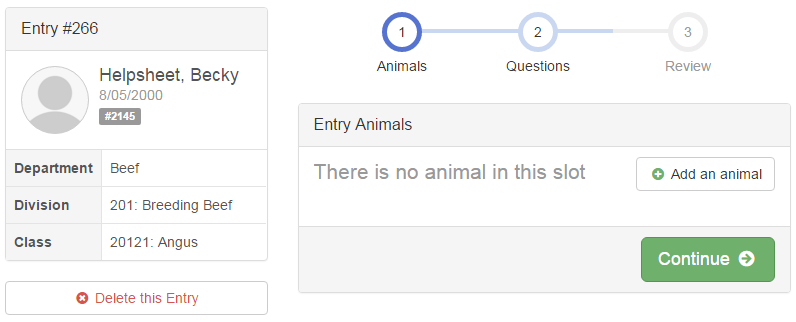 Entry #266
Helpsheet, Becky
8/05/2000
#2145
Department Beef
Division 201: Breeding Beef
Class 20121: Angus
Delete this Entry
1 2 3
Animals Questions Review
Entry Animals
There is no animal in this slot Add an animal
Continue